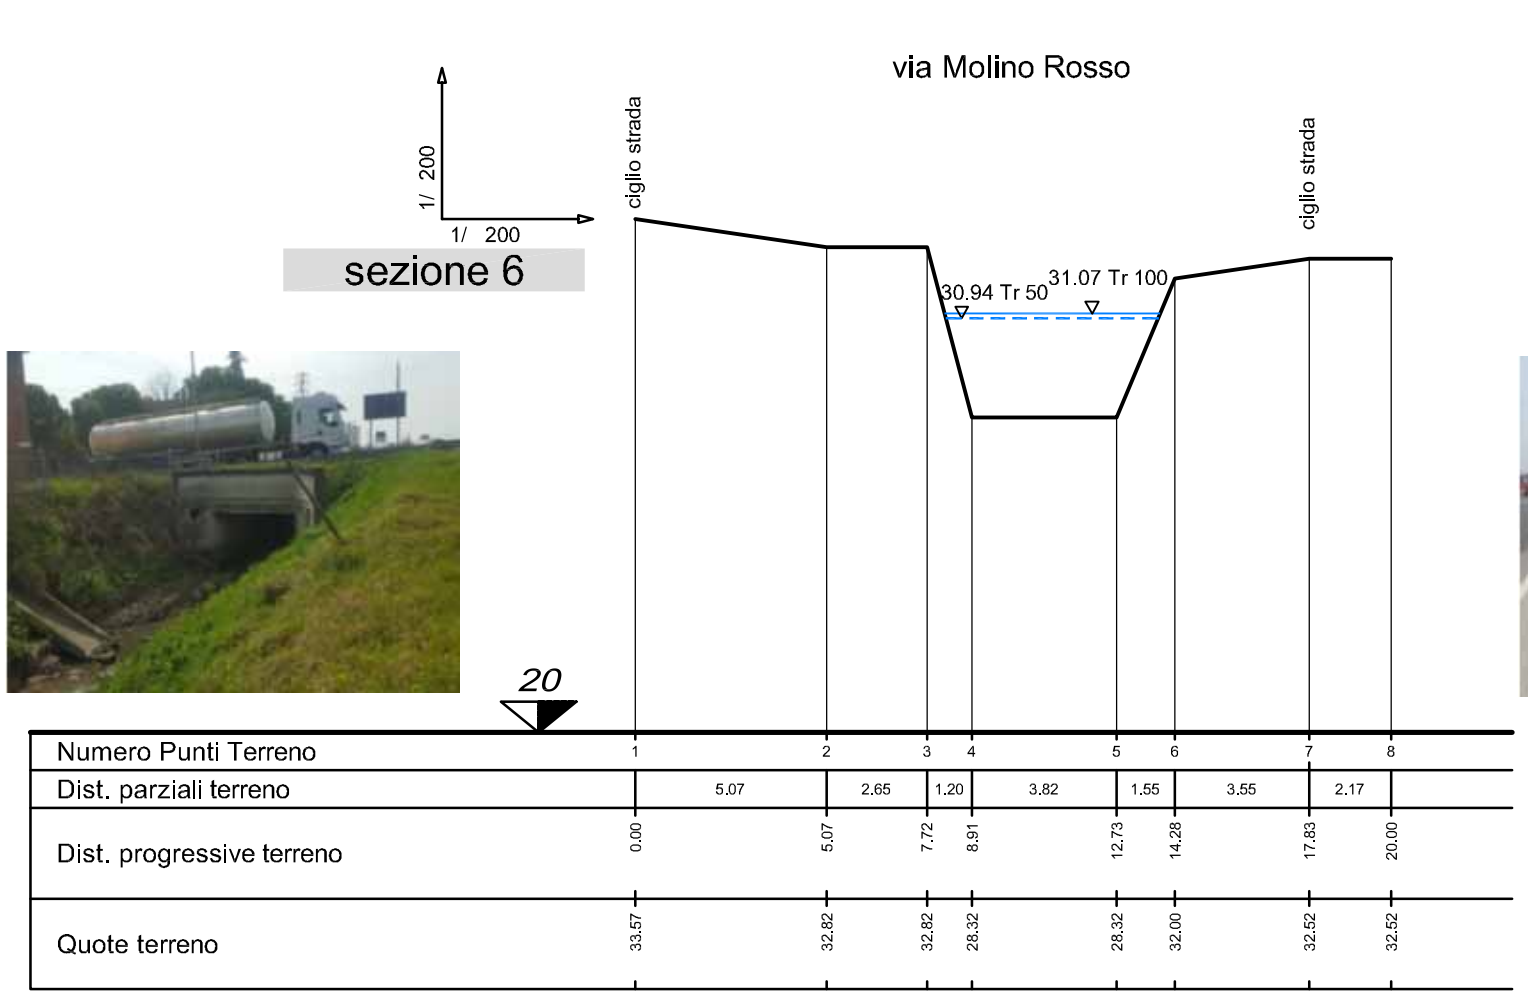 via Molino Rosso
ciglio strada
ciglio strada
1/ 200
1/ 200
sezione 6
30.94 Tr 50
31.07 Tr 100
20
Numero Punti Terreno 1 2 3 4 5 6 7 8
Dist. parziali terreno 5.07 2.65 1.20 3.82 1.55 3.55 2.17
Dist. progressive terreno 0.00 5.07 7.72 8.91 12.73 14.28 17.83 20.00
Quote terreno 33.57 32.82 32.82 28.32 28.32 32.00 32.52 32.52